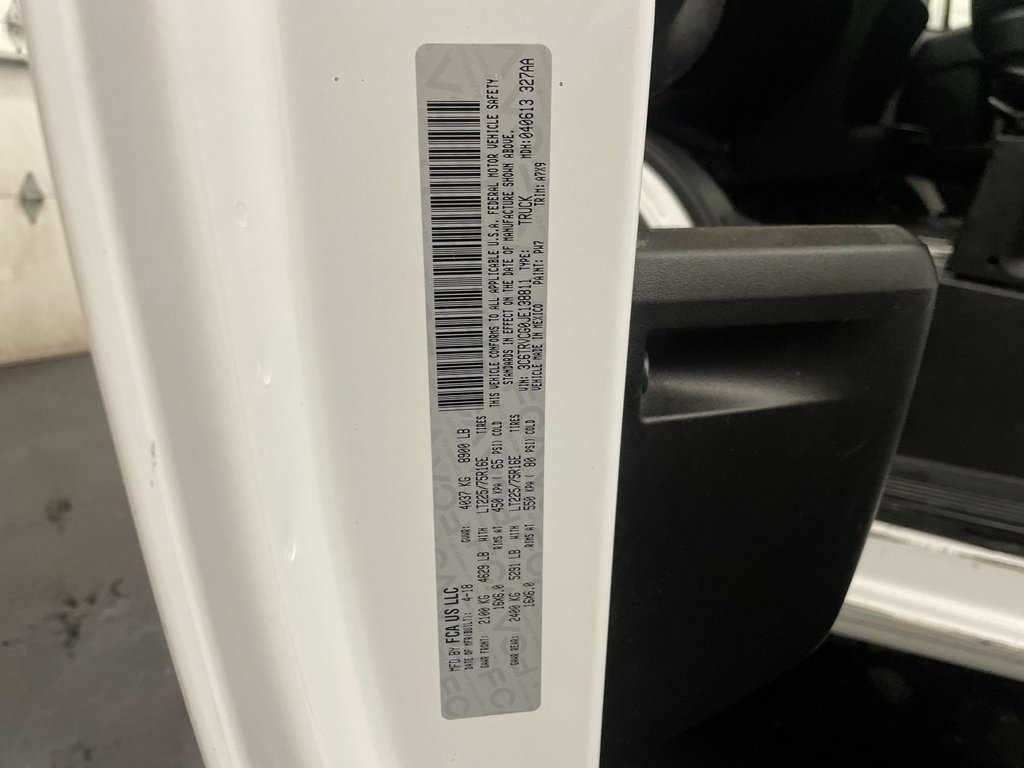 MFD BY FCA US LLC
DATE OF MFR(BUILT): 4-18 GVWR: 4037 KG 8900 LB
GAWR FRONT: 2100 KG 4629 LB WITH LT225/75R16E TIRES
16X6.0 RIMS AT 450 KPA ( 65 PSI) COLD
GAWR REAR: 2400 KG 5291 LB WITH LT225/75R16E TIRES
16X6.0 RIMS AT 550 KPA ( 80 PSI) COLD
THIS VEHICLE CONFORMS TO ALL APPLICABLE U.S.A. FEDERAL MOTOR VEHICLE SAFETY
STANDARDS IN EFFECT ON THE DATE OF MANUFACTURE SHOWN ABOVE.
VIN: 3C6TRVCG0JE138811 TYPE: TRUCK MDH:040613 327AA
VEHICLE MADE IN MEXICO PAINT: PW7 TRIM: A7X9